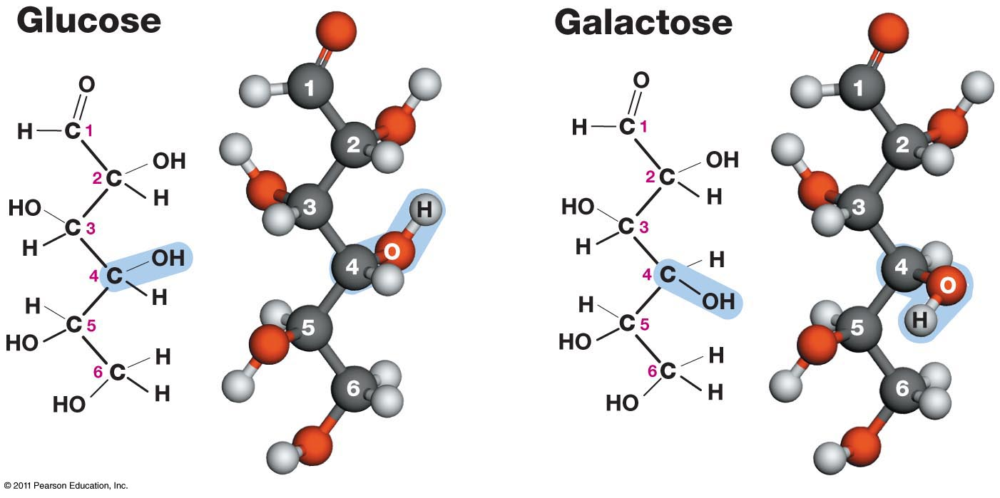 Glucose
O
H C 1
2 C OH
H
HO
C 3
H
4 C OH
H
H
C 5
HO
6 C H
H
HO
1
2
3
4 O H
5
6
Galactose
O
H C 1
2 C OH
H
HO
C 3
H
4 C H
OH
H
C 5
HO
6 C H
H
HO
1
2
3
4 O
H
5
6
© 2011 Pearson Education, Inc.